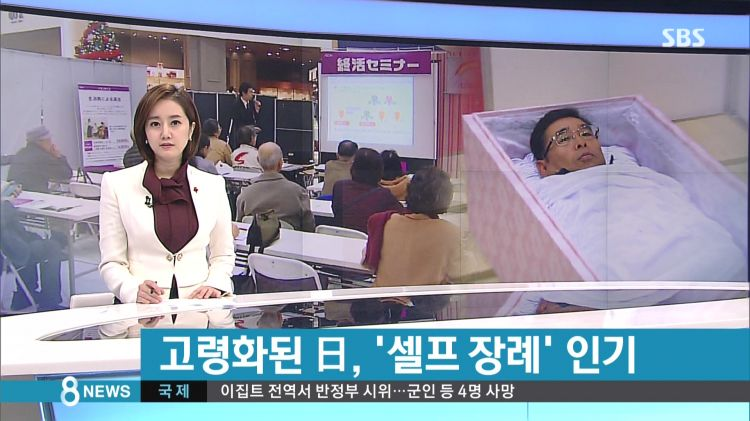 SBS
終活セミナー
고령화된 日, '셀프 장례' 인기
8 NEWS 국 제 이집트 전역서 반정부 시위…군인 등 4명 사망